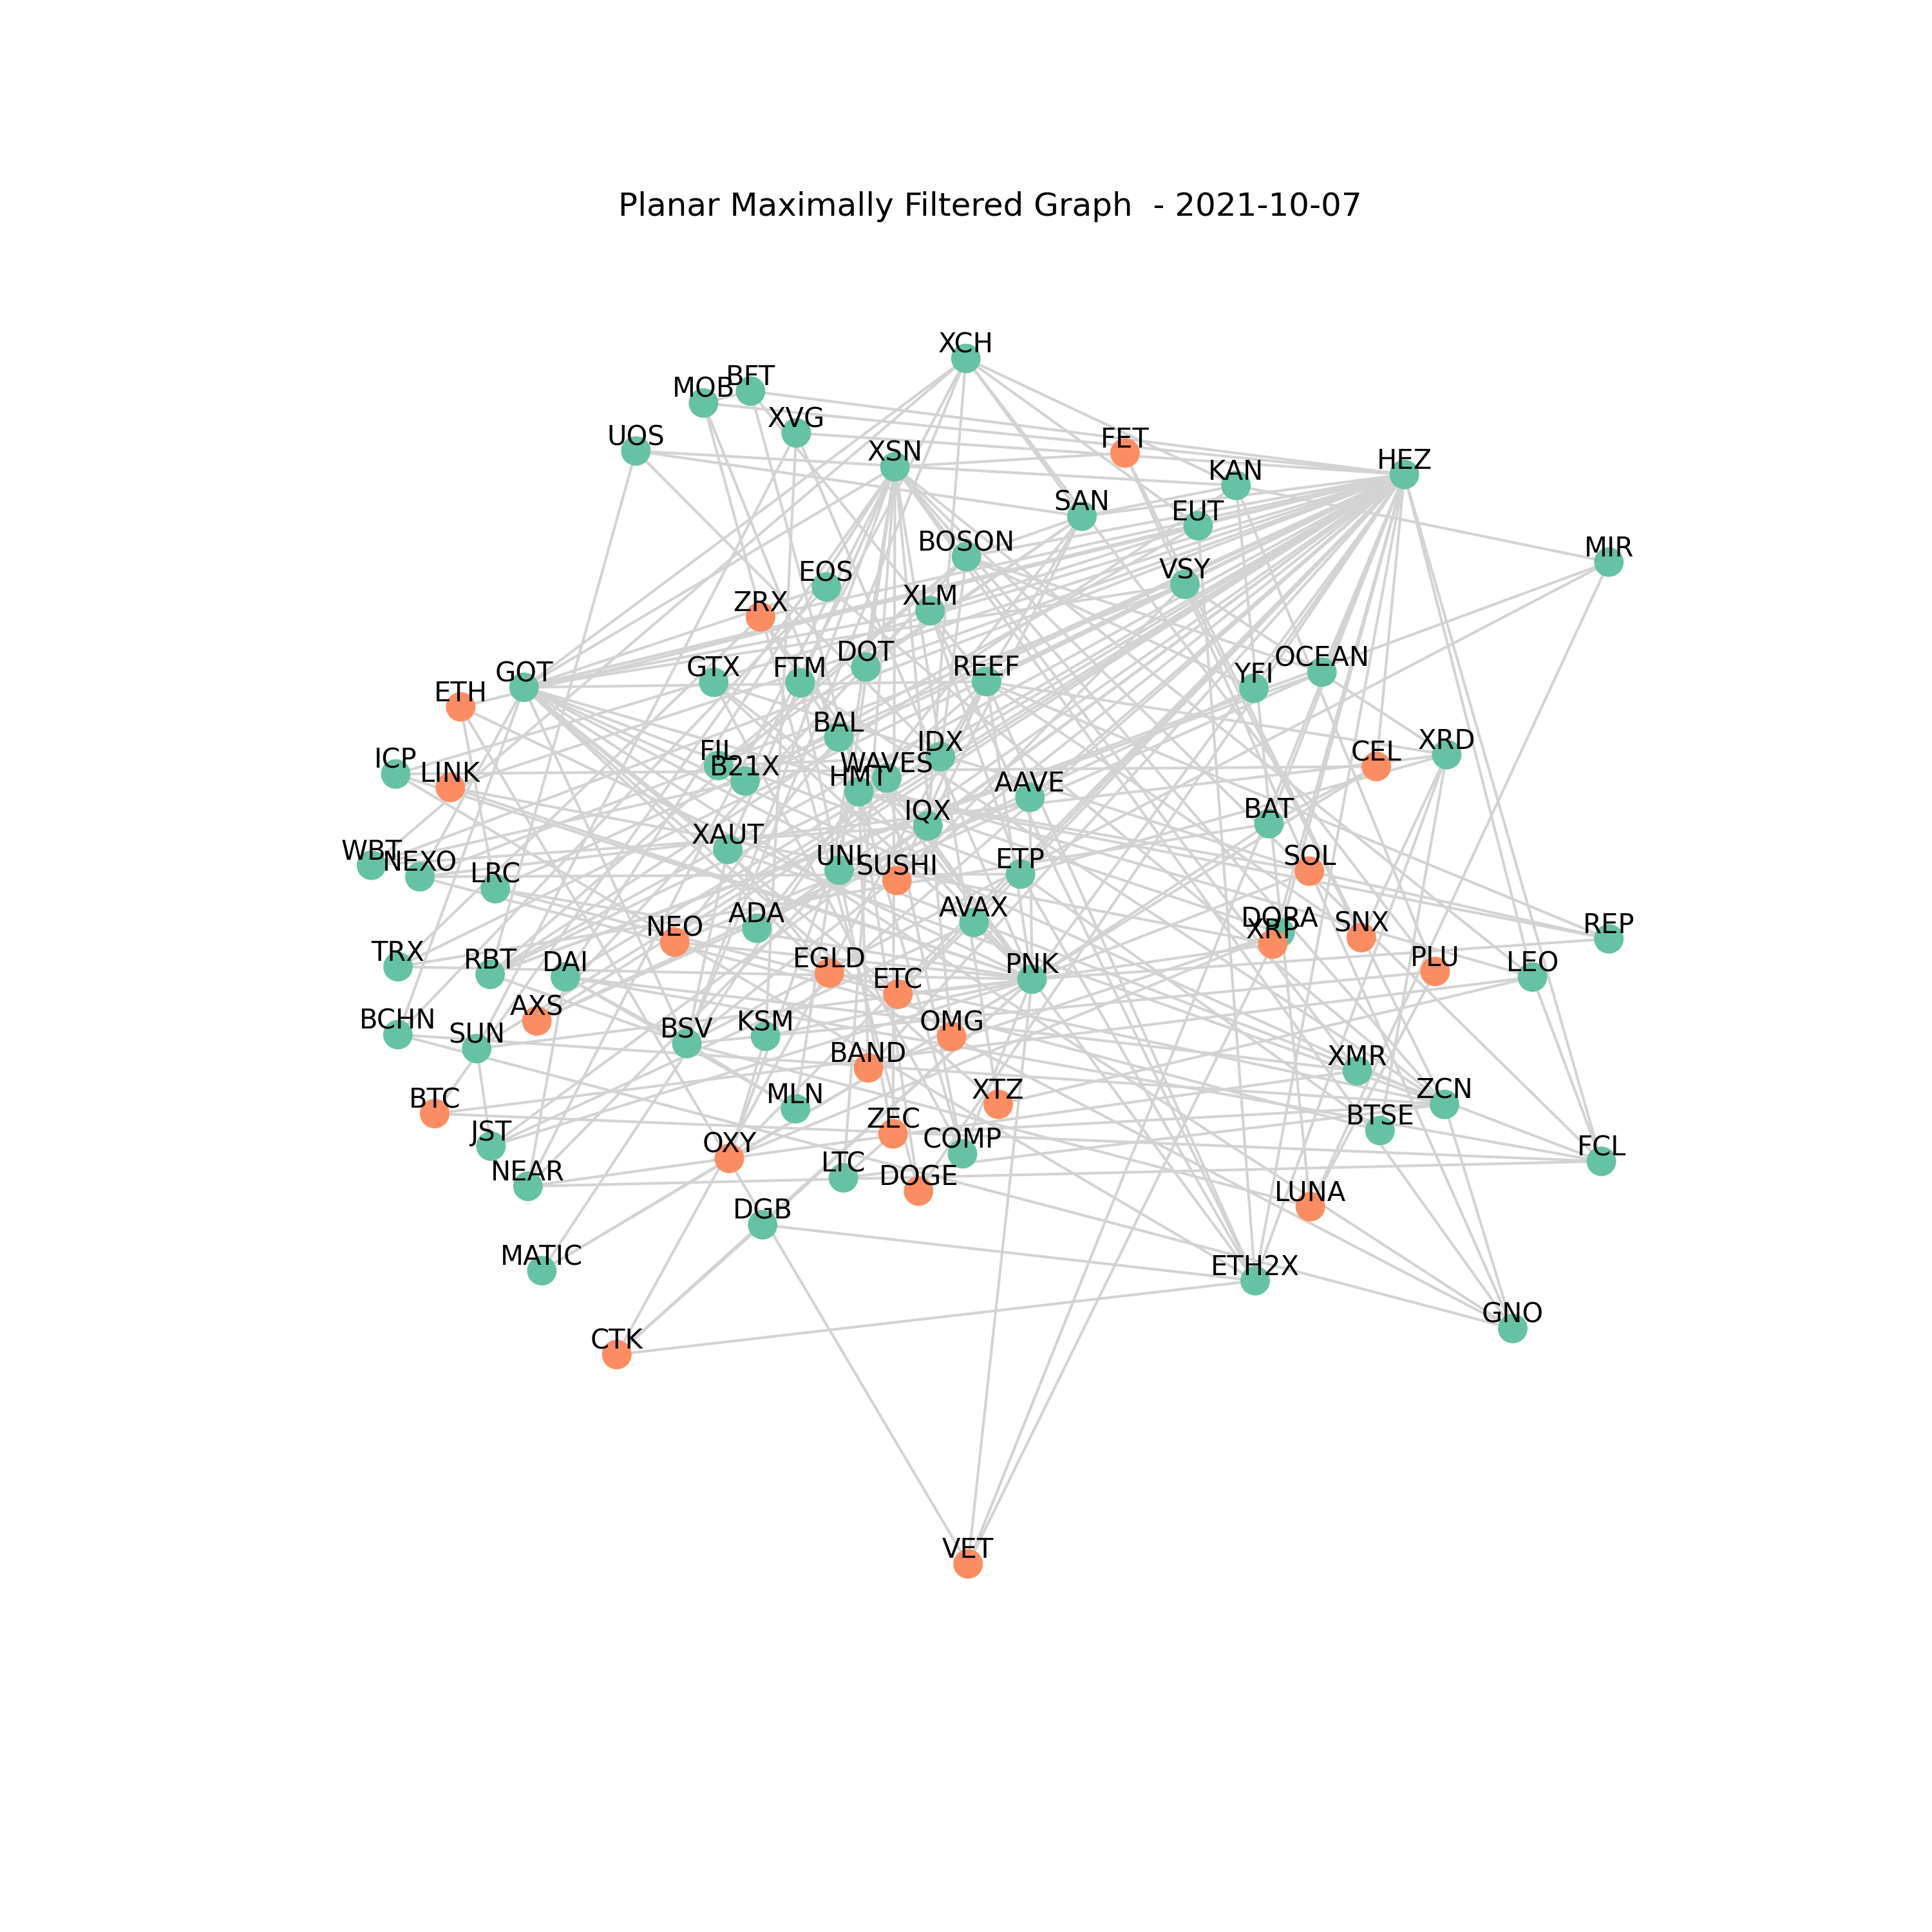 Planar Maximally Filtered Graph  - 2021-10-07
XCH
BFT
MOB
XVG
UOS
FET
XSN
HEZ
KAN
SAN
EUT
BOSON
MIR
EOS
VSY
XLM
ZRX
DOT
OCEAN
GTX
FTM
REEF
GOT
YFI
ETH
BAL
IDX
XRD
FIL
CEL
ICP
WAVES
B21X
LINK
HMT
AAVE
BAT
IQX
XAUT
WBT
UNI
SOL
ETP
NEXO
SUSHI
LRC
AVAX
ADA
DORA
SNX
REP
NEO
XRP
TRX
EGLD
PLU
RBT
DAI
LEO
PNK
ETC
AXS
BCHN
KSM
OMG
BSV
SUN
BAND
XMR
ZCN
XTZ
MLN
BTC
BTSE
ZEC
JST
COMP
OXY
FCL
LTC
NEAR
DOGE
LUNA
DGB
MATIC
ETH2X
GNO
CTK
VET